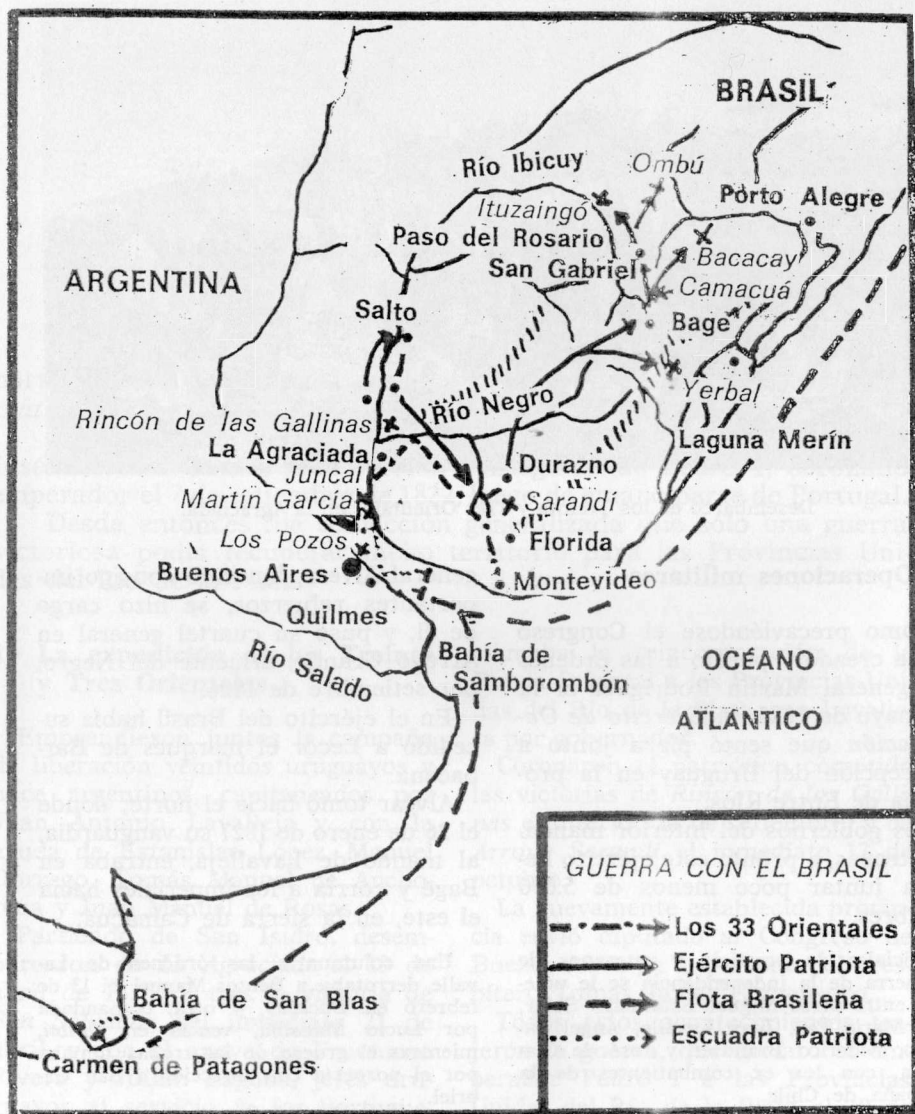 BRASIL
Río Ibicuy
Ombú
Ituzaingó
Porto Alegre
Paso del Rosario
Bacacay
San Gabriel
ARGENTINA
Camacuá
Salto
Bage
Yerbal
Río Negro
Rincón de las Gallinas
La Agraciada
Laguna Merín
Juncal
Durazno
Martín García
Sarandí
Los Pozos
Florida
Buenos Aires
Montevideo
Quilmes
Bahía de
Samborombón
Río Salado
OCÉANO
ATLÁNTICO
Bahía de San Blas
Carmen de Patagones
GUERRA CON EL BRASIL
Los 33 Orientales
Ejército Patriota
Flota Brasileña
Escuadra Patriota